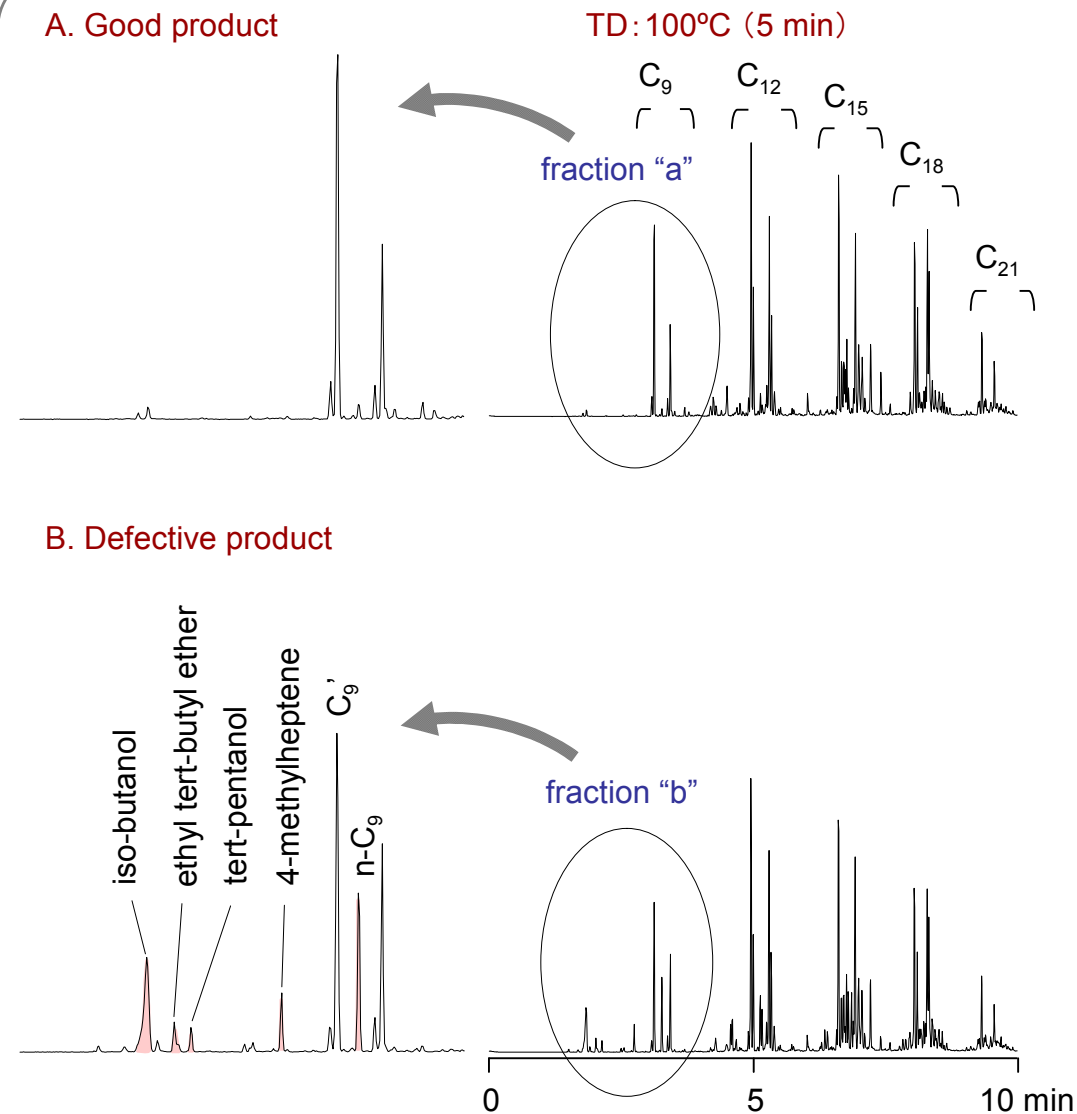 A. Good product
TD:100ºC (5 min)
C₉
C₁₂
C₁₅
C₁₈
C₂₁
fraction “a”
B. Defective product
iso-butanol
ethyl tert-butyl ether
tert-pentanol
4-methylheptene
C₉’
n-C₉
fraction “b”
0
5
10 min